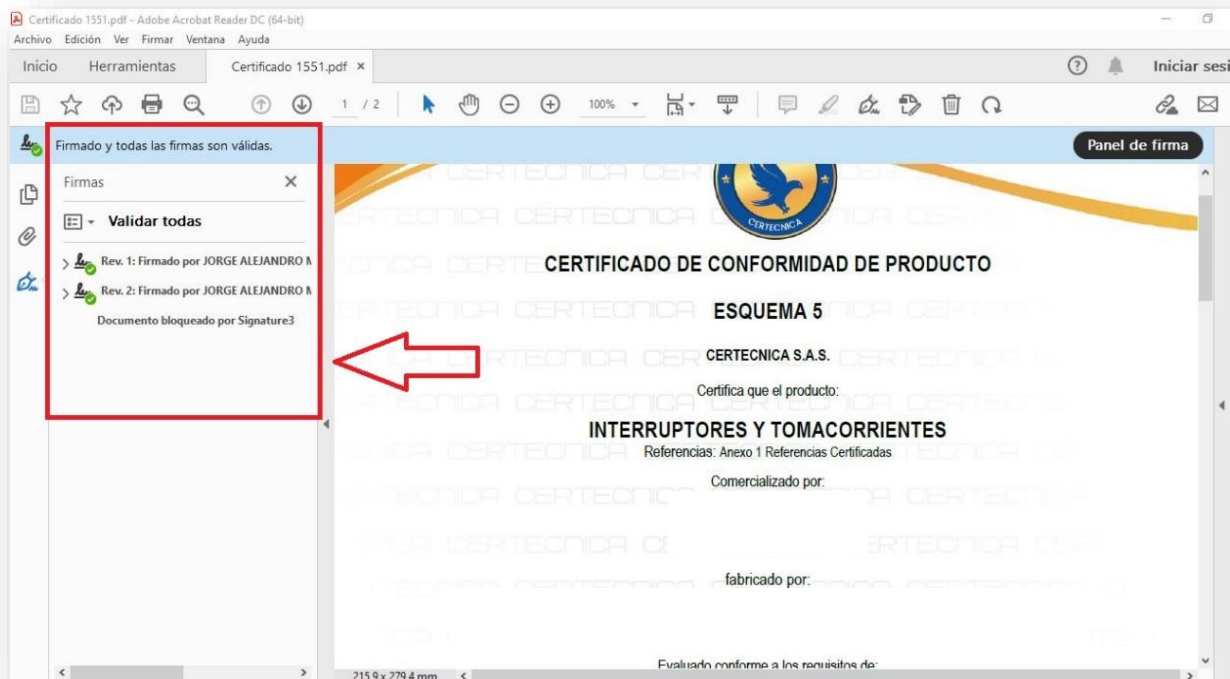 Certificado 1551.pdf - Adobe Acrobat Reader DC (64-bit)
Archivo Edición Ver Firmar Ventana Ayuda
Inicio Herramientas Certificado 1551.pdf × Iniciar sesi
1 / 2 100%
Firmado y todas las firmas son válidas. Panel de firma
Firmas
Validar todas
Rev. 1: Firmado por JORGE ALEJANDRO M
Rev. 2: Firmado por JORGE ALEJANDRO M
Documento bloqueado por Signature3
CERTECNICA
CERTIFICADO DE CONFORMIDAD DE PRODUCTO
ESQUEMA 5
CERTECNICA S.A.S.
Certifica que el producto:
INTERRUPTORES Y TOMACORRIENTES
Referencias: Anexo 1 Referencias Certificadas
Comercializado por:
fabricado por:
Evaluado conforme a los requisitos de:
215,9 x 279,4 mm